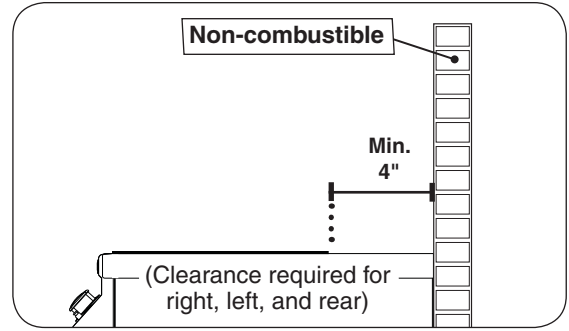 Non-combustible
Min.
4"
(Clearance required for
right, left, and rear)